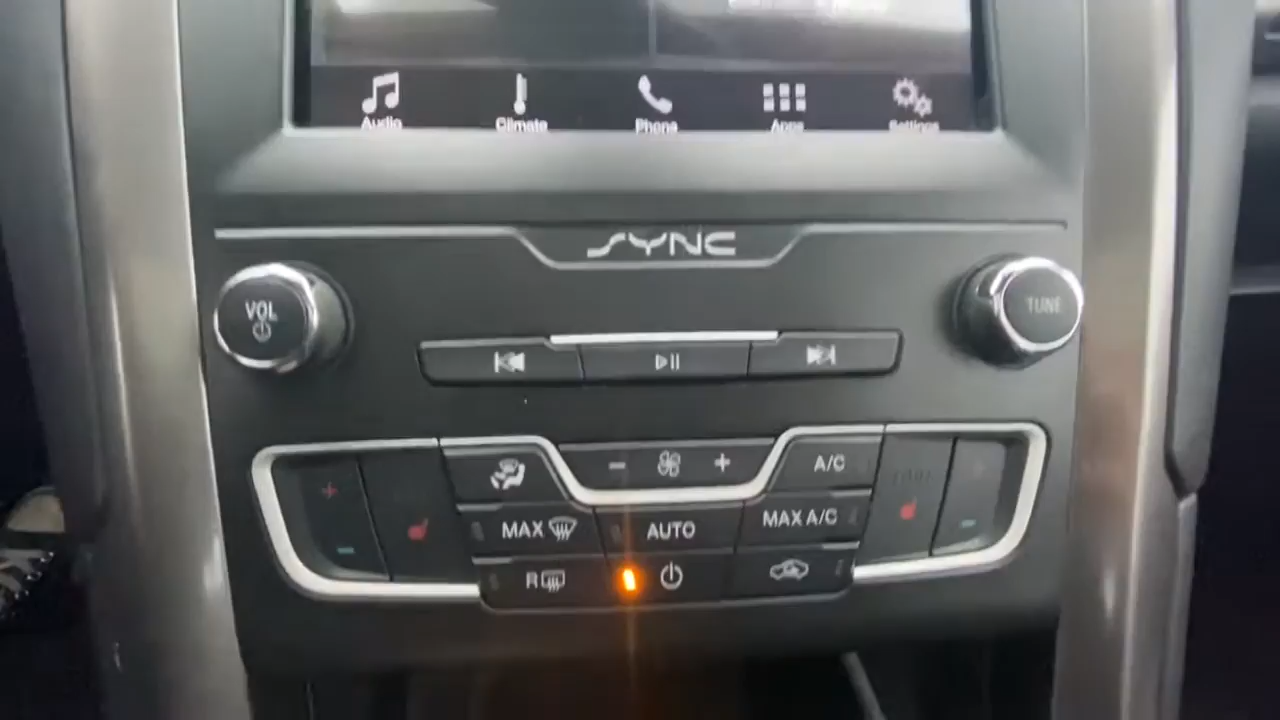 Audio
Climate
Phone
Apps
Settings
SYNC
VOL
TUNE
- +
A/C
+
MAX
AUTO
MAX A/C
-
-
R